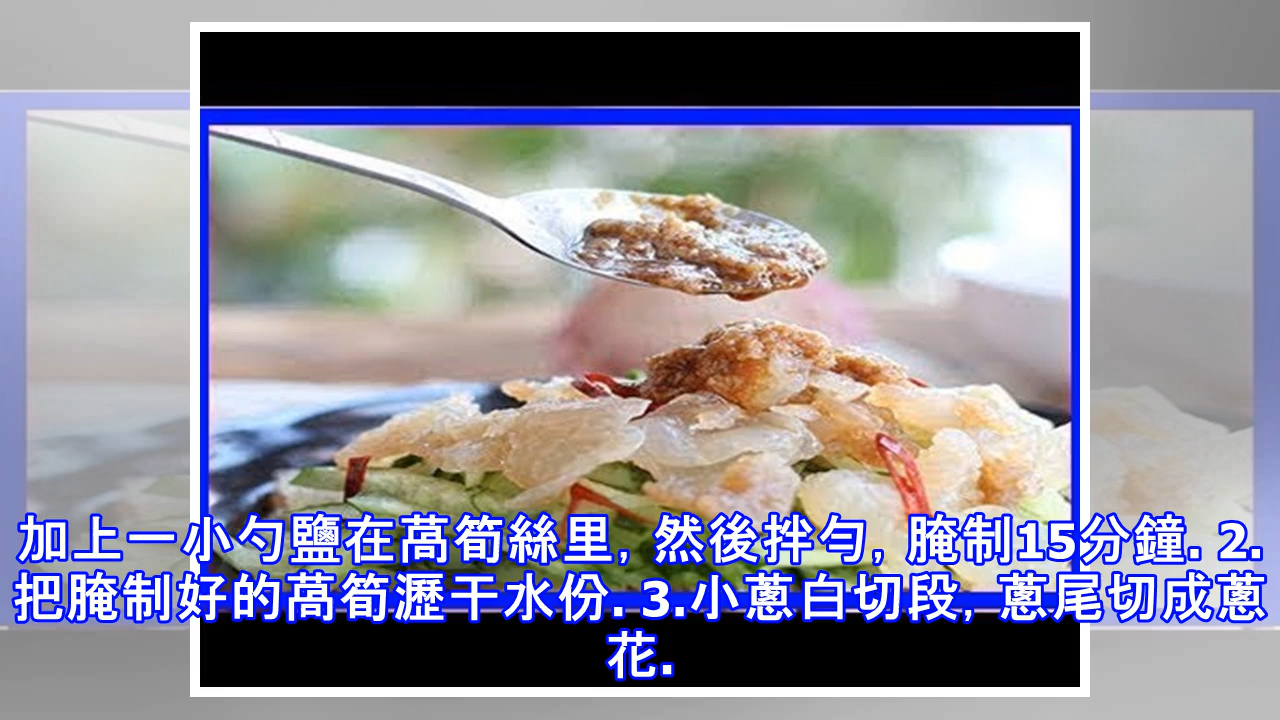 加上一小勺鹽在萵筍絲里, 然後拌勻, 腌制15分鐘. 2.
把腌制好的萵筍瀝干水份. 3.小蔥白切段, 蔥尾切成蔥
花.